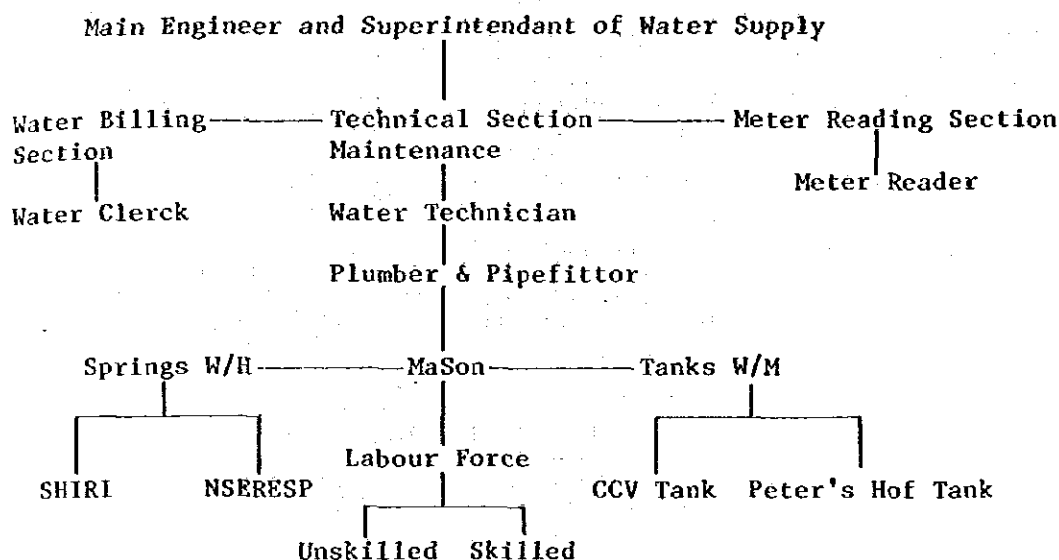 Main Engineer and Superintendant of Water Supply
Water Billing Section
Technical Section Maintenance
Meter Reading Section
Meter Reader
Water Clerck
Water Technician
Plumber & Pipefittor
Springs W/H
MaSon
Tanks W/M
Labour Force
SHIRI
NSERESP
CCV Tank
Peter's Hof Tank
Unskilled
Skilled